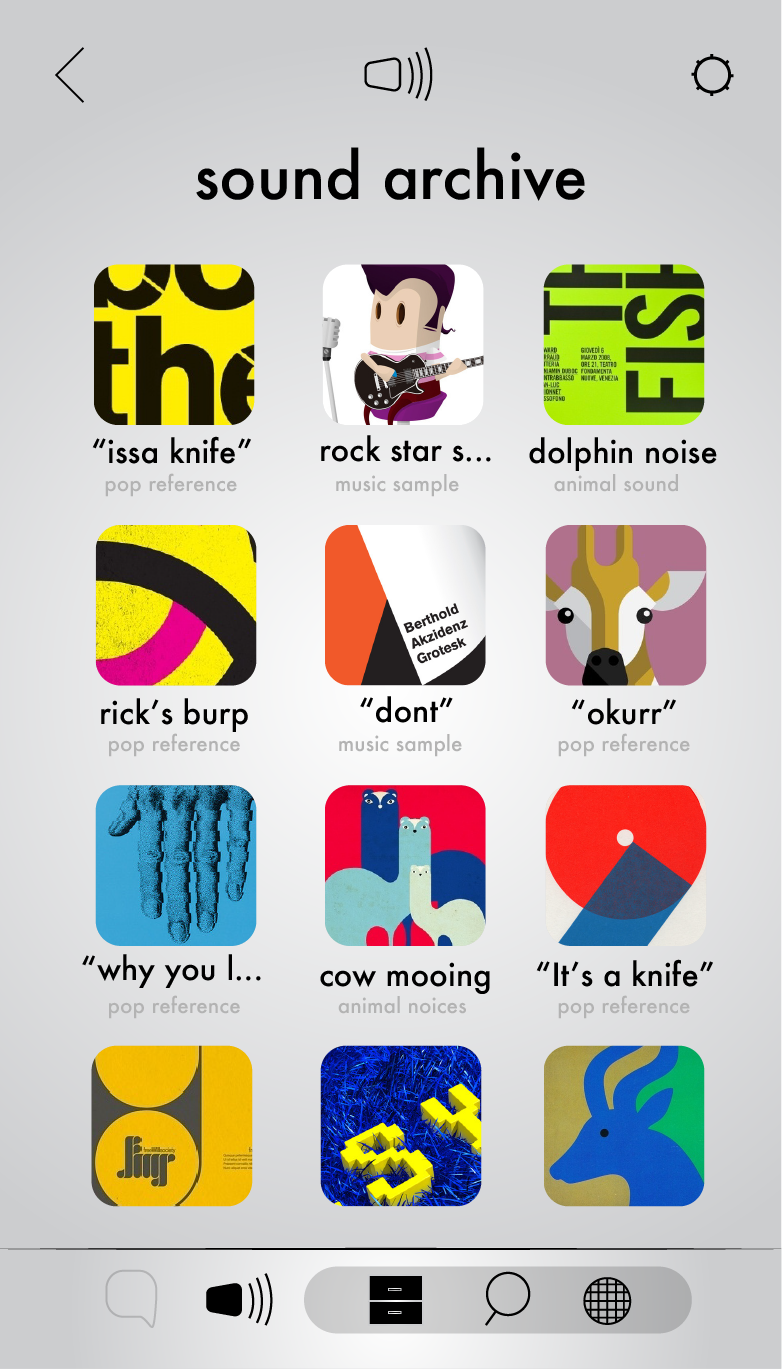 sound archive
the
TH
FISH
GIOVEDÌ 6
MARZO 2008,
ORE 21, TEATRO
FONDAMENTA
NUOVE, VENEZIA
“issa knife”
rock star s...
dolphin noise
pop reference
music sample
animal sound
Berthold
Akzidenz
Grotesk
rick’s burp
“dont”
“okurr”
pop reference
music sample
pop reference
“why you l...
cow mooing
“It’s a knife”
pop reference
animal noices
pop reference